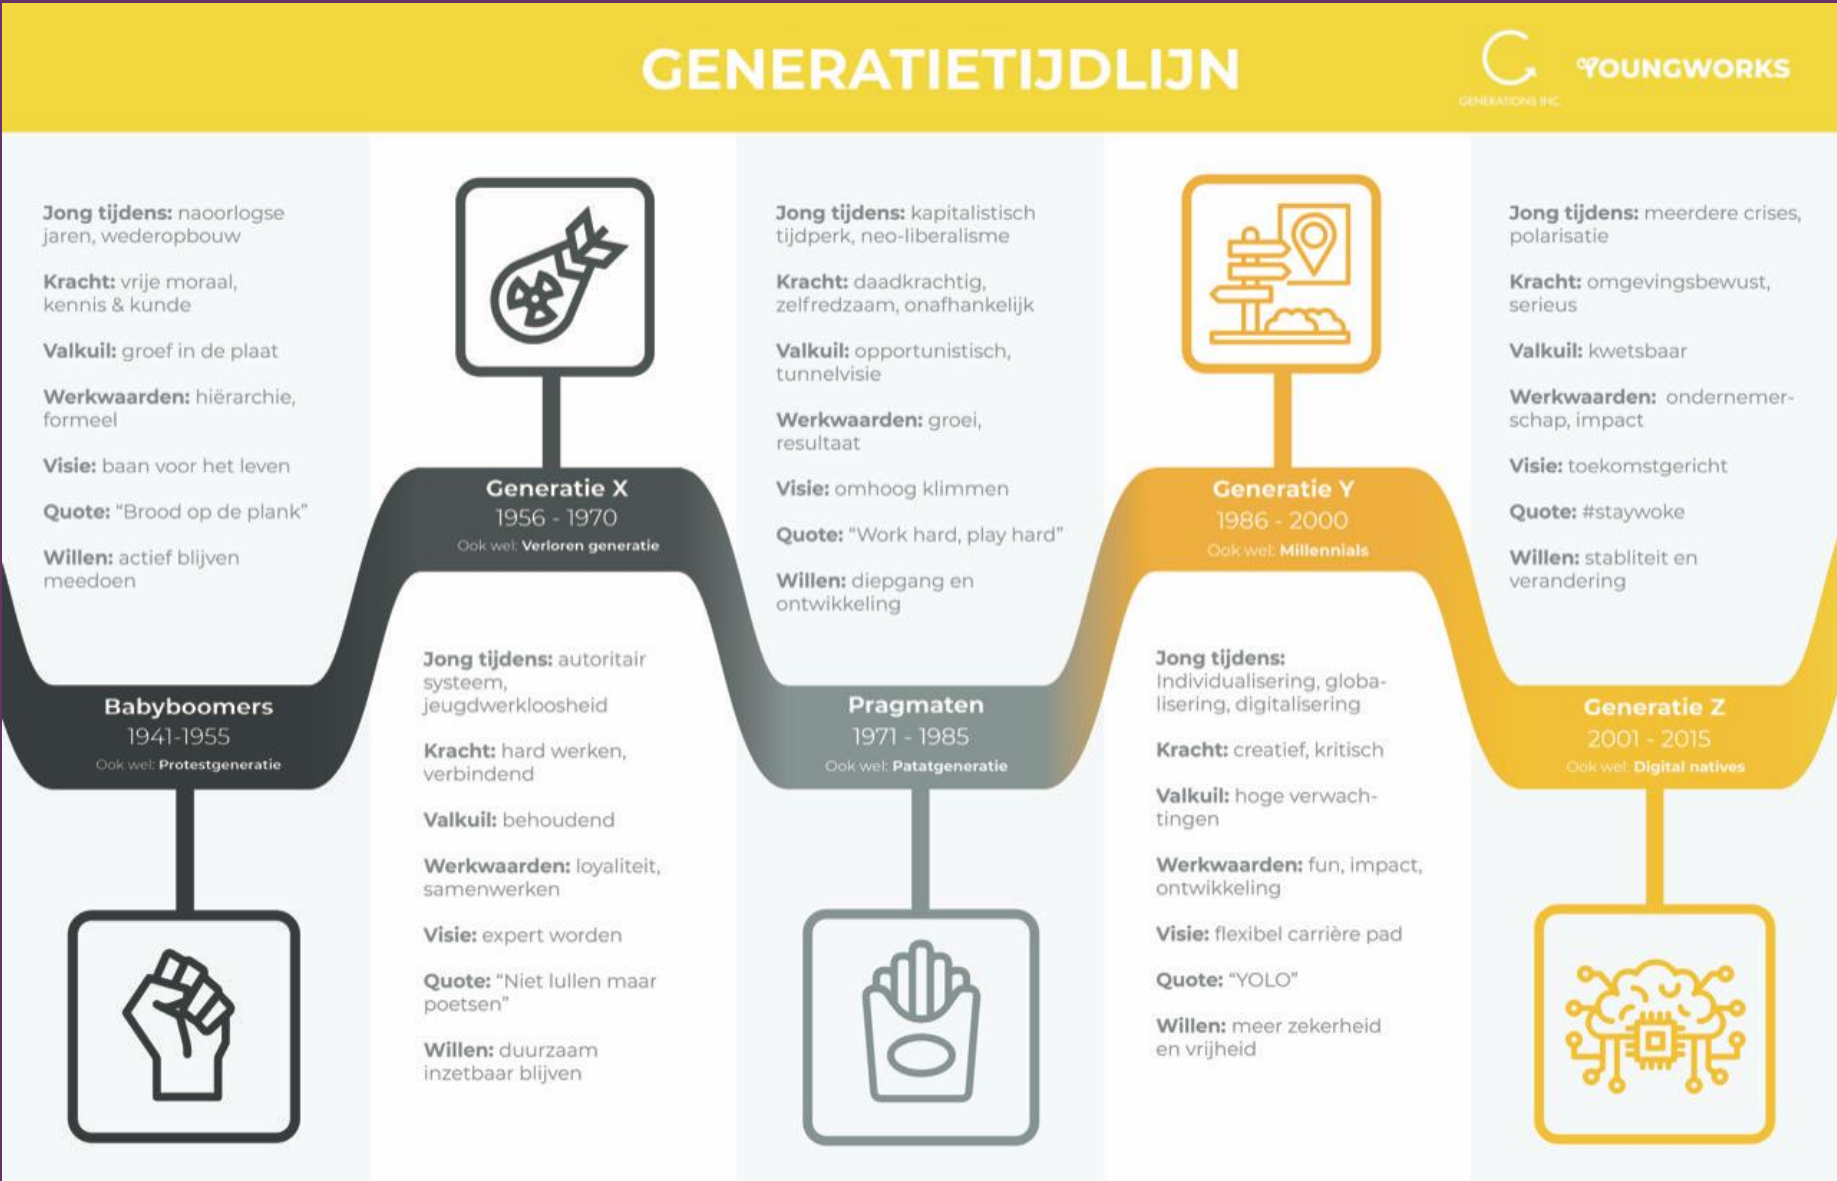 GENERATIETIJDLIJN
GENERATIONS INC
YOUNGWORKS
Jong tijdens: naoorlogse
jaren, wederopbouw
Kracht: vrije moraal,
kennis & kunde
Valkuil: groef in de plaat
Werkwaarden: hiërarchie,
formeel
Visie: baan voor het leven
Quote: “Brood op de plank”
Willen: actief blijven
meedoen
Babyboomers
1941-1955
Ook wel: Protestgeneratie
Generatie X
1956 - 1970
Ook wel: Verloren generatie
Jong tijdens: autoritair
systeem,
jeugdwerkloosheid
Kracht: hard werken,
verbindend
Valkuil: behoudend
Werkwaarden: loyaliteit,
samenwerken
Visie: expert worden
Quote: “Niet lullen maar
poetsen”
Willen: duurzaam
inzetbaar blijven
Jong tijdens: kapitalistisch
tijdperk, neo-liberalisme
Kracht: daadkrachtig,
zelfredzaam, onafhankelijk
Valkuil: opportunistisch,
tunnelvisie
Werkwaarden: groei,
resultaat
Visie: omhoog klimmen
Quote: “Work hard, play hard”
Willen: diepgang en
ontwikkeling
Pragmaten
1971 - 1985
Ook wel: Patatgeneratie
Generatie Y
1986 - 2000
Ook wel: Millennials
Jong tijdens:
Individualisering, globa-
lisering, digitalisering
Kracht: creatief, kritisch
Valkuil: hoge verwach-
tingen
Werkwaarden: fun, impact,
ontwikkeling
Visie: flexibel carrière pad
Quote: “YOLO”
Willen: meer zekerheid
en vrijheid
Jong tijdens: meerdere crises,
polarisatie
Kracht: omgevingsbewust,
serieus
Valkuil: kwetsbaar
Werkwaarden: ondernemer-
schap, impact
Visie: toekomstgericht
Quote: #staywoke
Willen: stabliteit en
verandering
Generatie Z
2001 - 2015
Ook wel: Digital natives